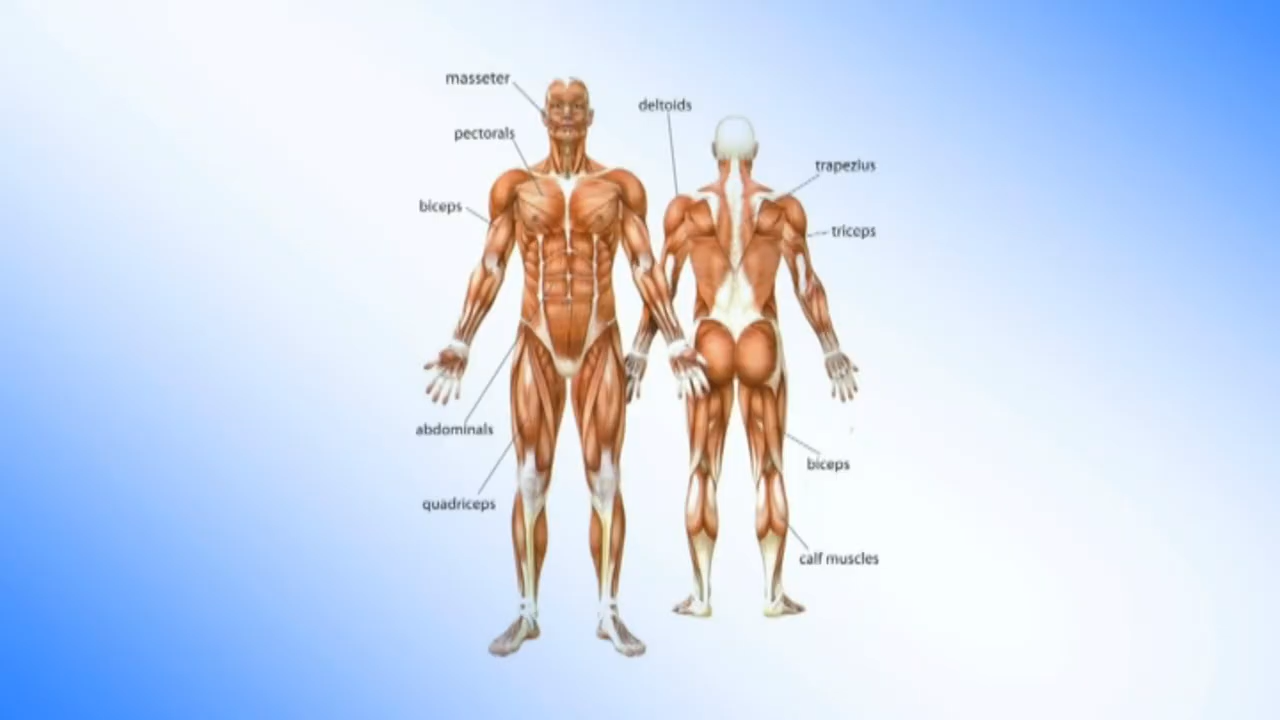 masseter
deltoids
pectorals
trapezius
biceps
triceps
abdominals
biceps
quadriceps
calf muscles